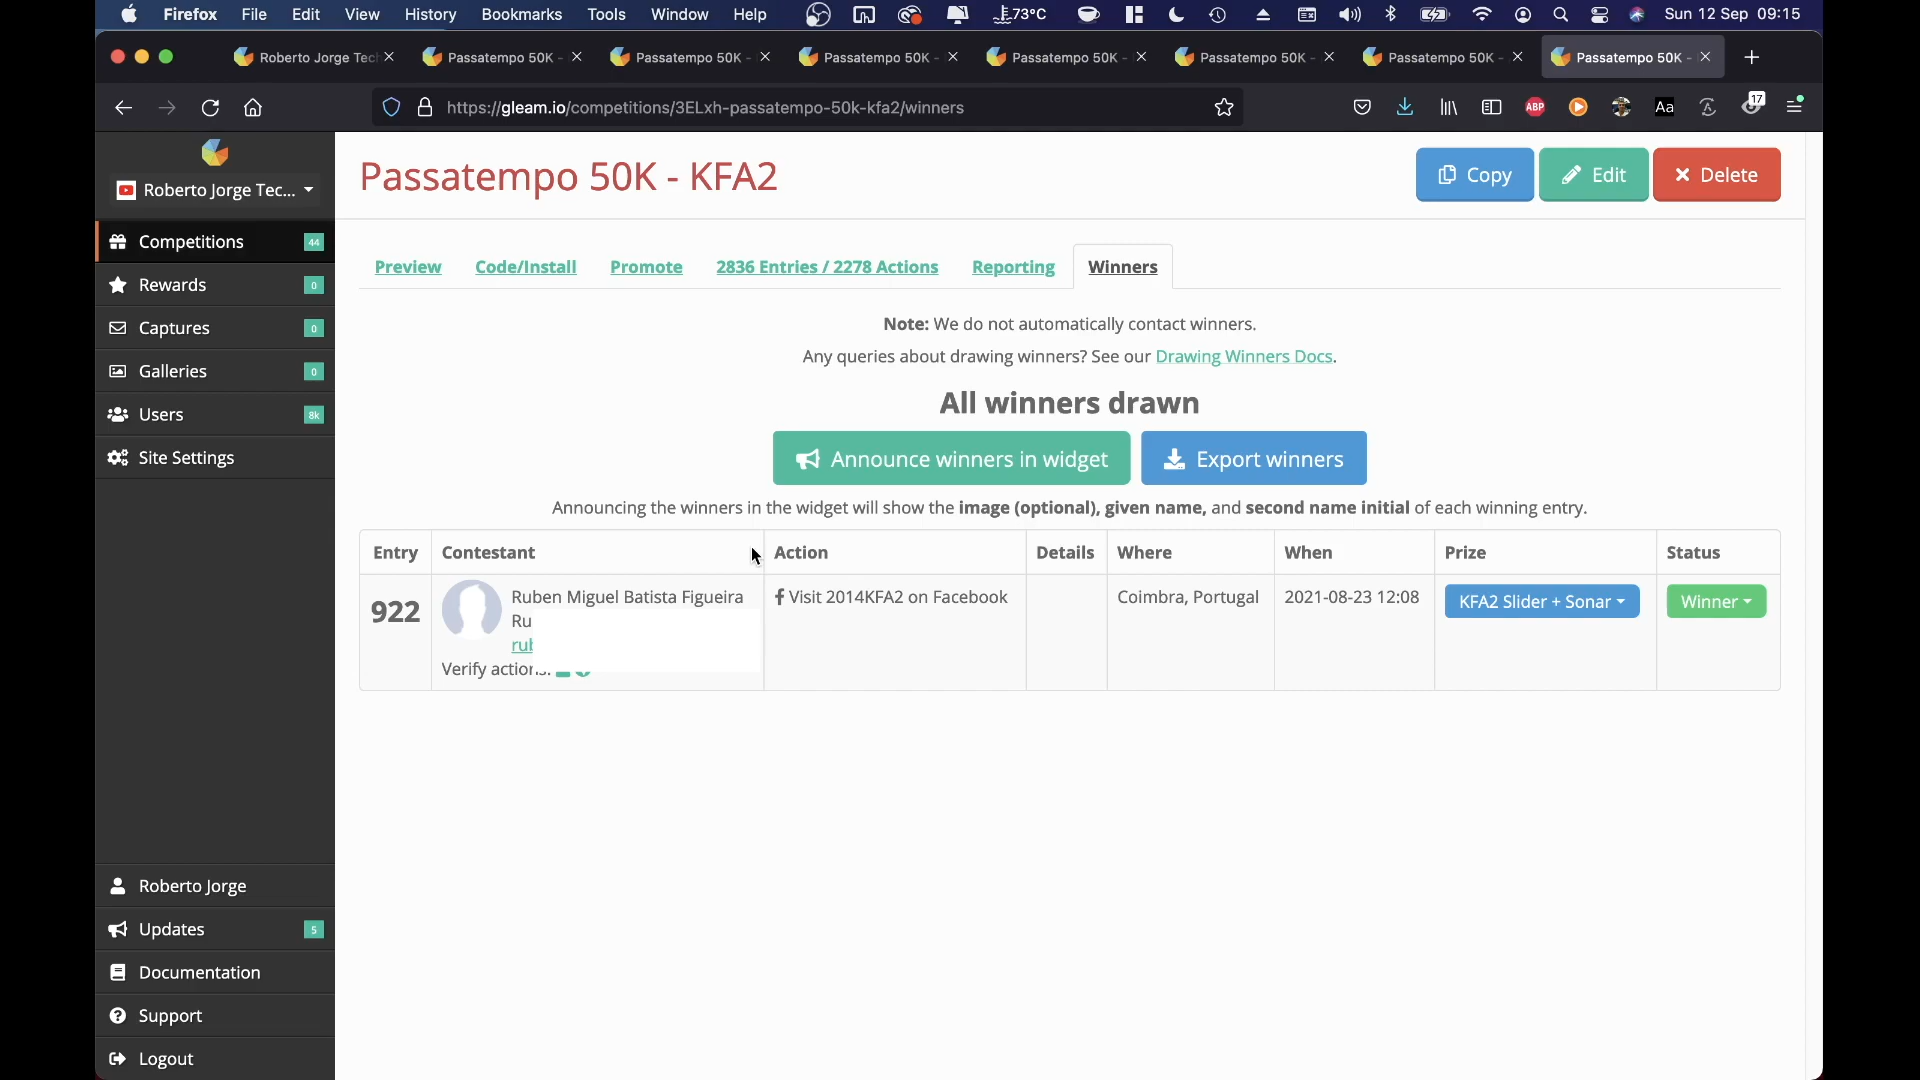 Firefox File Edit View History Bookmarks Tools Window Help 73°C Sun 12 Sep 09:15
Roberto Jorge Tec Passatempo 50K - Passatempo 50K - Passatempo 50K - Passatempo 50K - Passatempo 50K - Passatempo 50K - Passatempo 50K -
https://gleam.io/competitions/3ELxh-passatempo-50k-kfa2/winners ABP Aa 17
Roberto Jorge Tec...
Passatempo 50K - KFA2
Copy Edit Delete
Competitions 44
Rewards 0
Captures 0
Galleries 0
Users 8k
Site Settings
Preview Code/Install Promote 2836 Entries / 2278 Actions Reporting Winners
Note: We do not automatically contact winners.
Any queries about drawing winners? See our Drawing Winners Docs.
All winners drawn
Announce winners in widget Export winners
Announcing the winners in the widget will show the image (optional), given name, and second name initial of each winning entry.
Entry Contestant Action Details Where When Prize Status
922 Ruben Miguel Batista Figueira Visit 2014KFA2 on Facebook Coimbra, Portugal 2021-08-23 12:08 KFA2 Slider + Sonar Winner
Ru
Verify actions:
Roberto Jorge
Updates 5
Documentation
Support
Logout